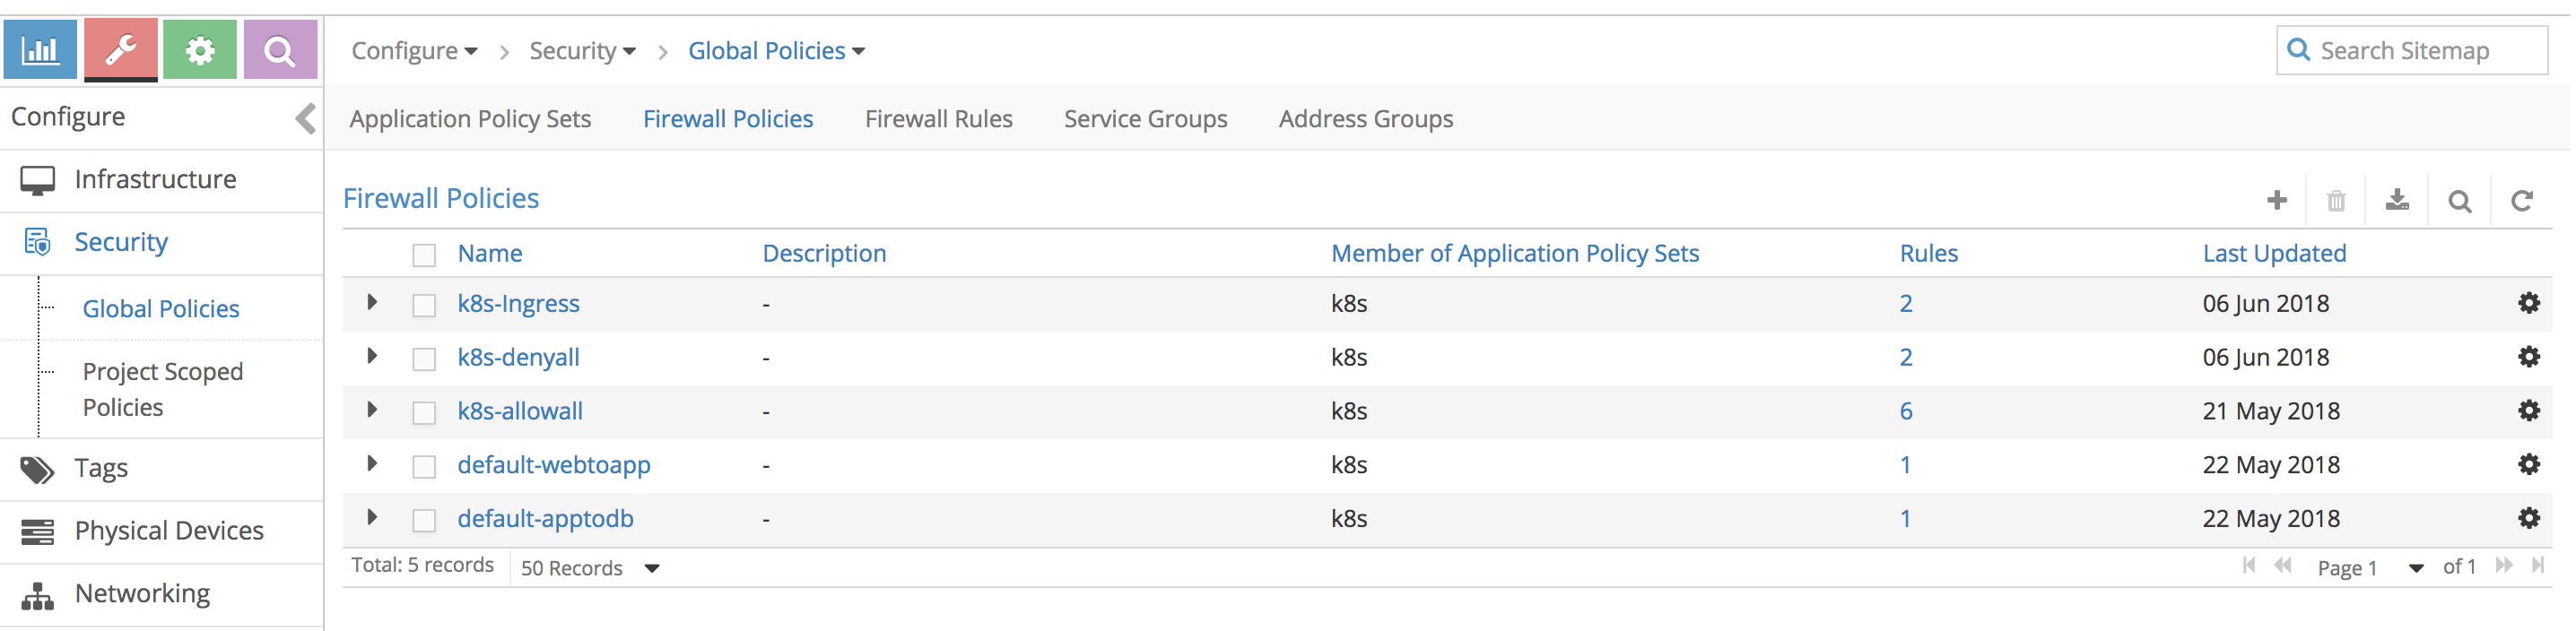 Configure > Security > Global Policies
Search Sitemap
Configure
Application Policy Sets Firewall Policies Firewall Rules Service Groups Address Groups
Infrastructure
Security
Global Policies
Project Scoped
Policies
Tags
Physical Devices
Networking
Firewall Policies
Name Description Member of Application Policy Sets Rules Last Updated
k8s-Ingress - k8s 2 06 Jun 2018
k8s-denyall - k8s 2 06 Jun 2018
k8s-allowall - k8s 6 21 May 2018
default-webtoapp - k8s 1 22 May 2018
default-apptodb - k8s 1 22 May 2018
Total: 5 records 50 Records Page 1 of 1